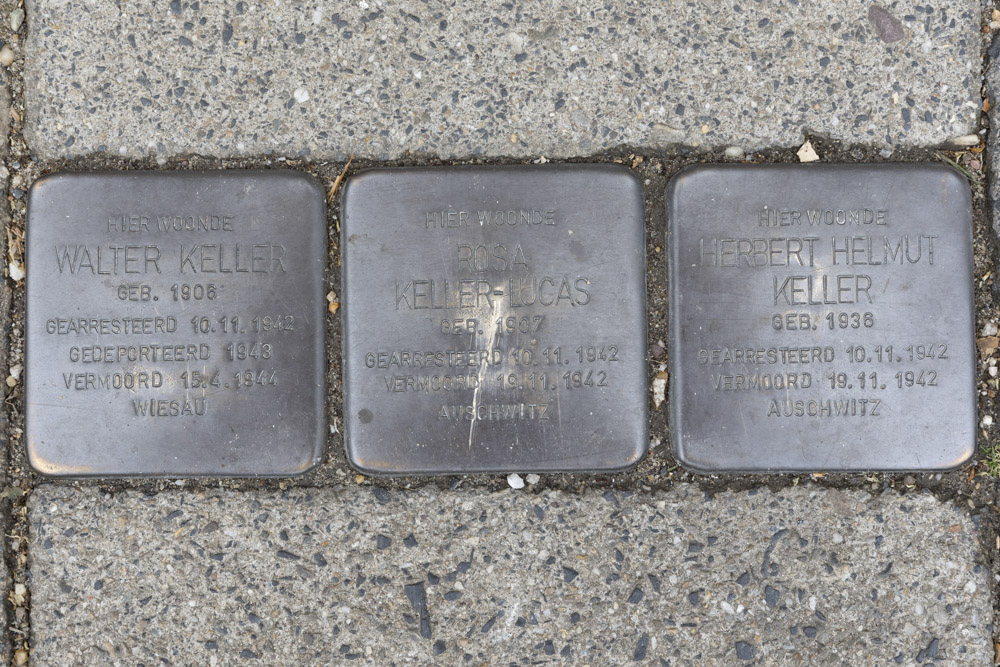 HIER WOONDE
WALTER KELLER
GEB. 1906
GEARRESTEERD 10.11.1942
GEDEPORTEERD 1943
VERMOORD 15.4.1944
WIESAU
HIER WOONDE
ROSA
KELLER-LUCAS
GEB. 1907
GEARRESTEERD 10.11.1942
VERMOORD 19.11.1942
AUSCHWITZ
HIER WOONDE
HERBERT HELMUT
KELLER
GEB. 1936
GEARRESTEERD 10.11.1942
VERMOORD 19.11.1942
AUSCHWITZ